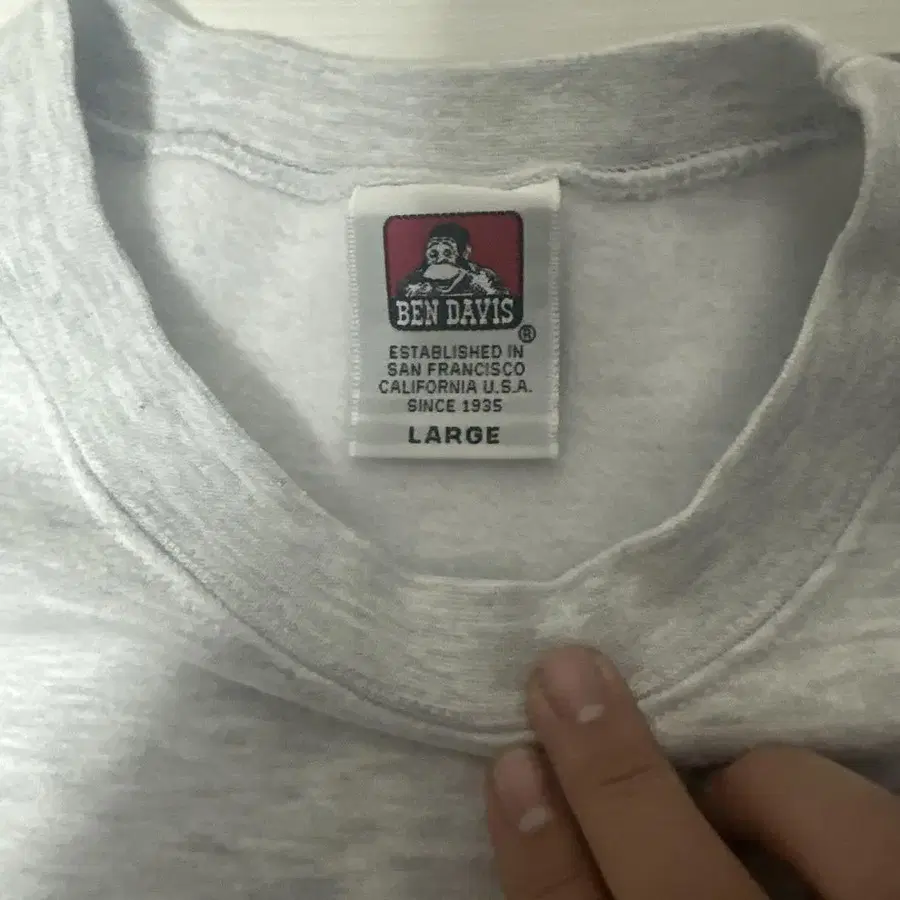 BEN DAVIS
®
ESTABLISHED IN
SAN FRANCISCO
CALIFORNIA U.S.A.
SINCE 1935
LARGE